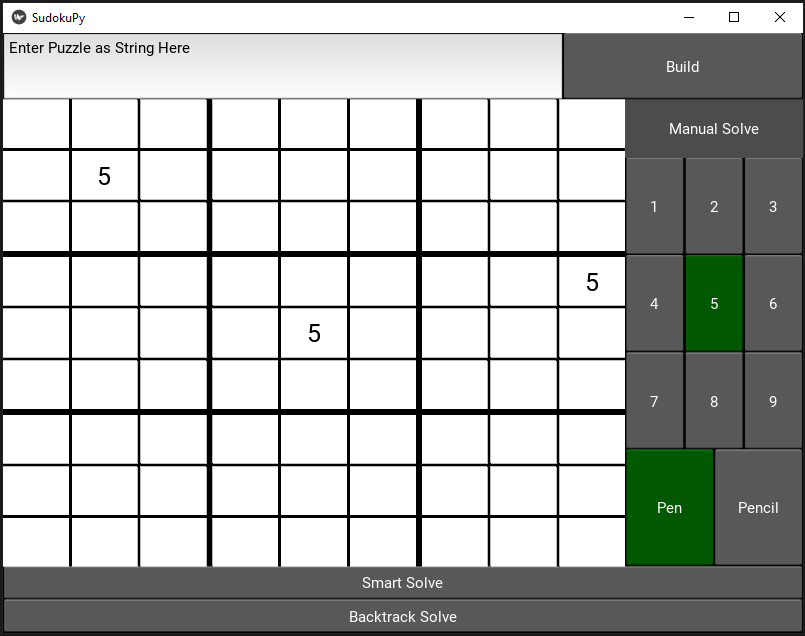 SudokuPy
Enter Puzzle as String Here
Build
Manual Solve
5
1 2 3
5
4 5 6
5
7 8 9
Pen Pencil
Smart Solve
Backtrack Solve